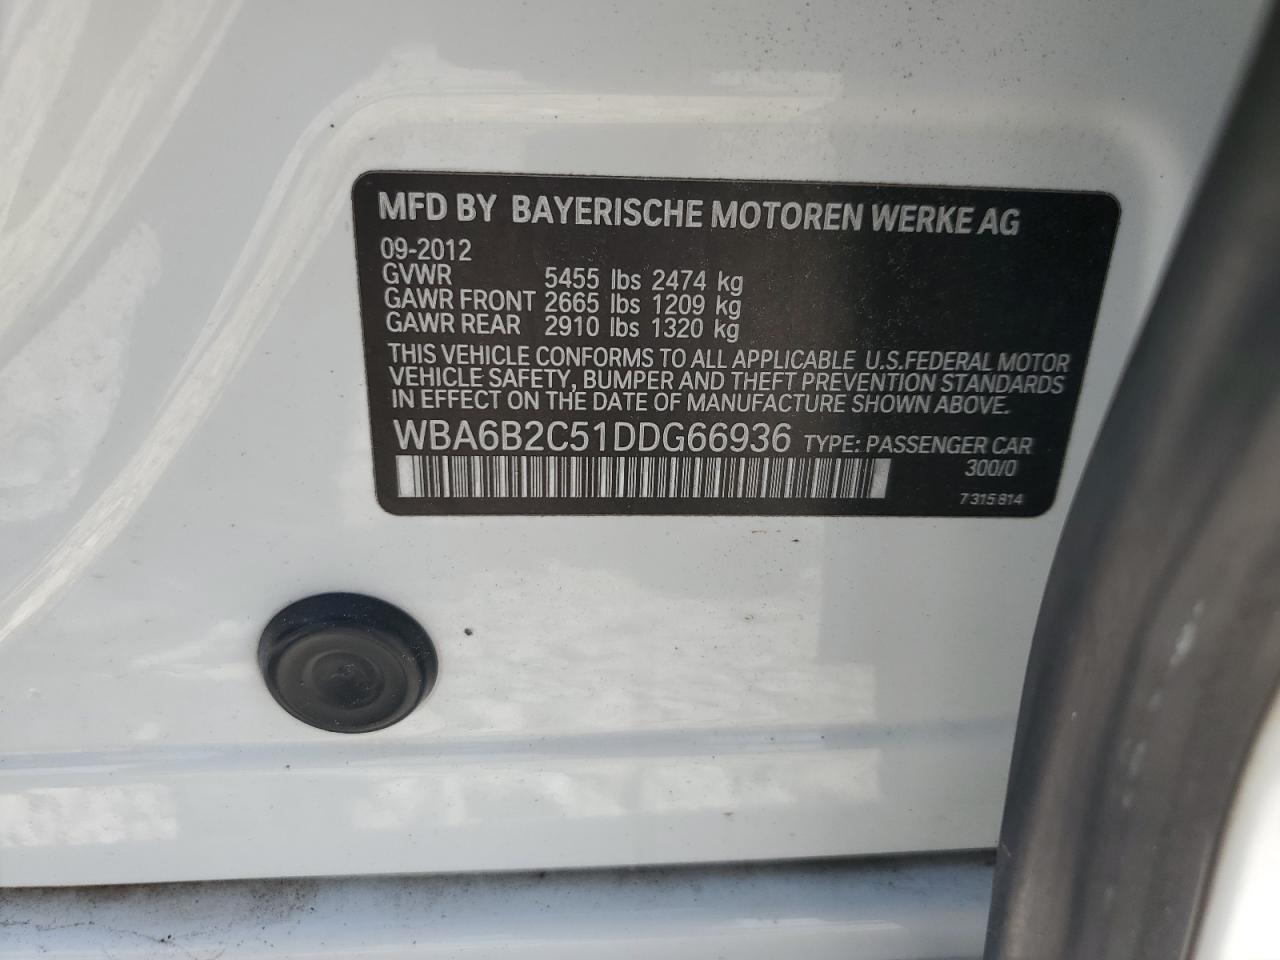 MFD BY BAYERISCHE MOTOREN WERKE AG
09-2012
GVWR 5455 lbs 2474 kg
GAWR FRONT 2665 lbs 1209 kg
GAWR REAR 2910 lbs 1320 kg
THIS VEHICLE CONFORMS TO ALL APPLICABLE U.S.FEDERAL MOTOR
VEHICLE SAFETY, BUMPER AND THEFT PREVENTION STANDARDS
IN EFFECT ON THE DATE OF MANUFACTURE SHOWN ABOVE.
WBA6B2C51DDG66936 TYPE: PASSENGER CAR
300/0
7 315 814